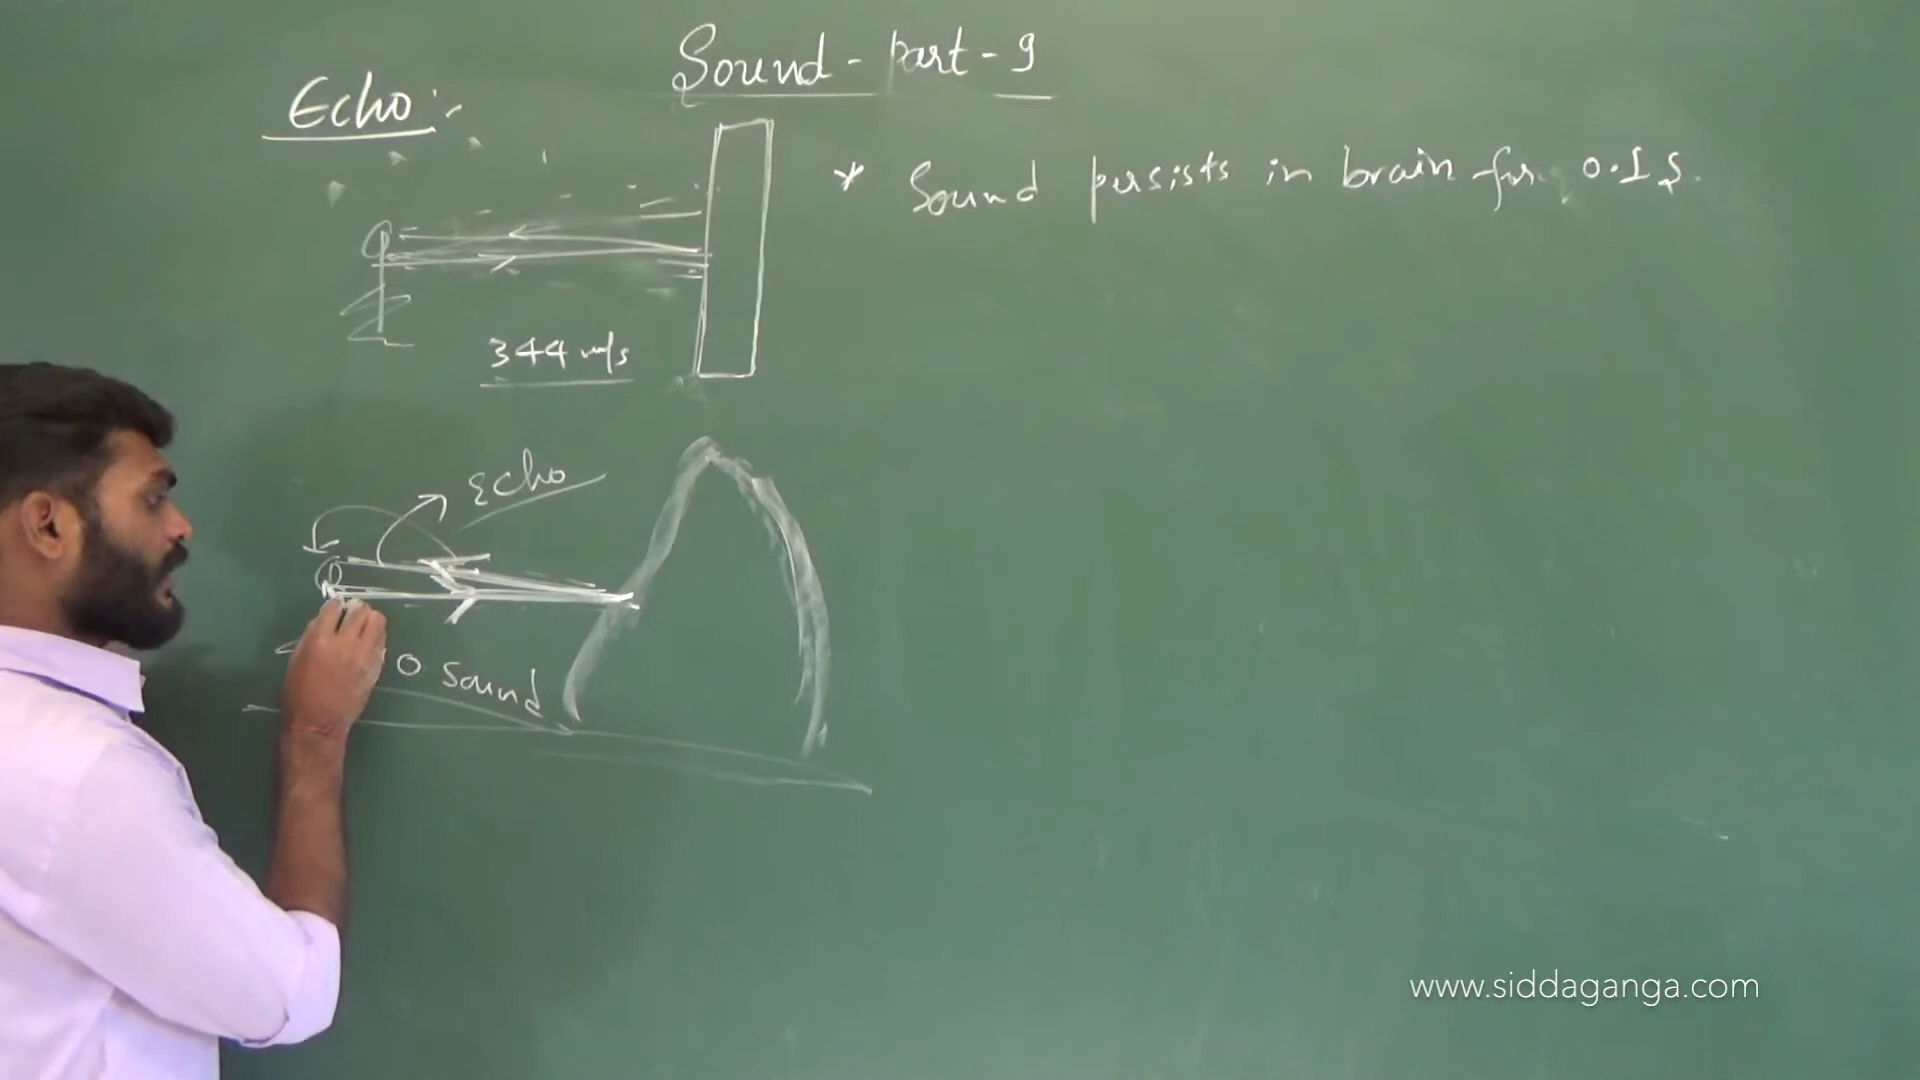 Sound - part - 9
Echo :-
* Sound persists in brain for 0.1 s.
344 m/s
Echo
Sound
www.siddaganga.com